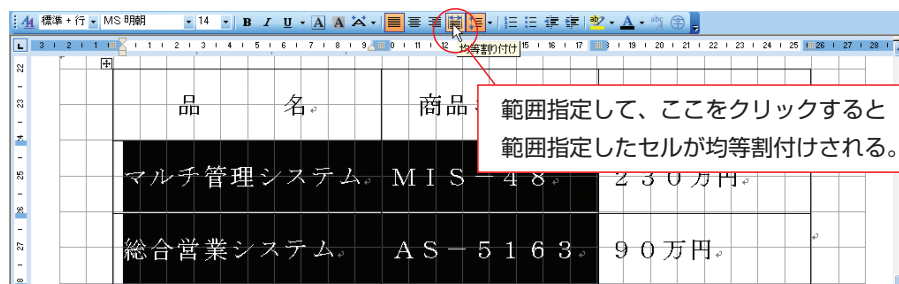 標準 + 行 MS 明朝 14 B I U A A A
均等割り付け
品　　名 商品
範囲指定して、ここをクリックすると
範囲指定したセルが均等割付けされる。
マルチ管理システム ＭＩＳ－４８ ２３０万円
総合営業システム ＡＳ－５１６３ ９０万円